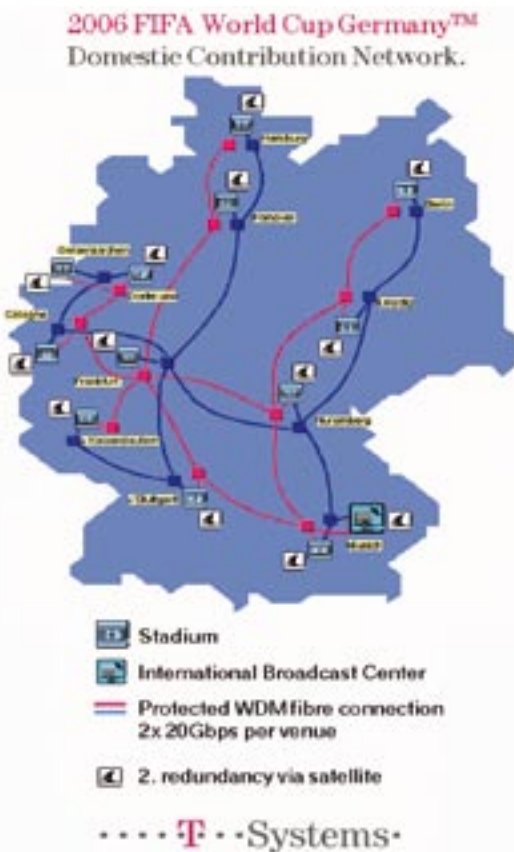 2006 FIFA World Cup Germany™
Domestic Contribution Network.
Hamburg
Hanover
Berlin
Gelsenkirchen
Dortmund
Leipzig
Cologne
Frankfurt
Nuremberg
Kaiserslautern
Stuttgart
Munich
Stadium
International Broadcast Center
Protected WDM fibre connection
2x 20Gbps per venue
2. redundancy via satellite
· · · · T · · Systems ·